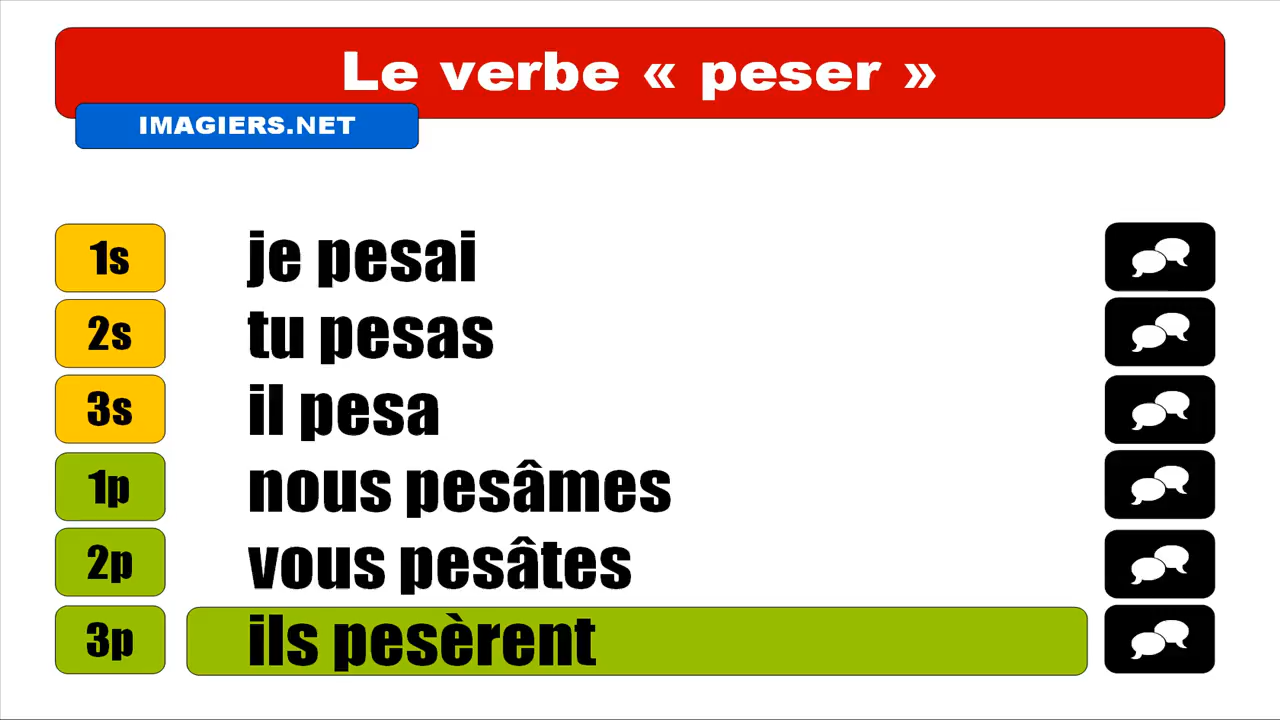 Le verbe « peser »
IMAGIERS.NET
1s je pesai
2s tu pesas
3s il pesa
1p nous pesâmes
2p vous pesâtes
3p ils pesèrent